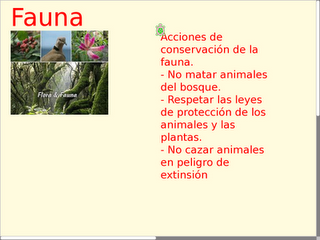 Fauna
Flora & Fauna
Acciones de
conservación de la
fauna.
- No matar animales
del bosque.
- Respetar las leyes
de protección de los
animales y las
plantas.
- No cazar animales
en peligro de
extinsión